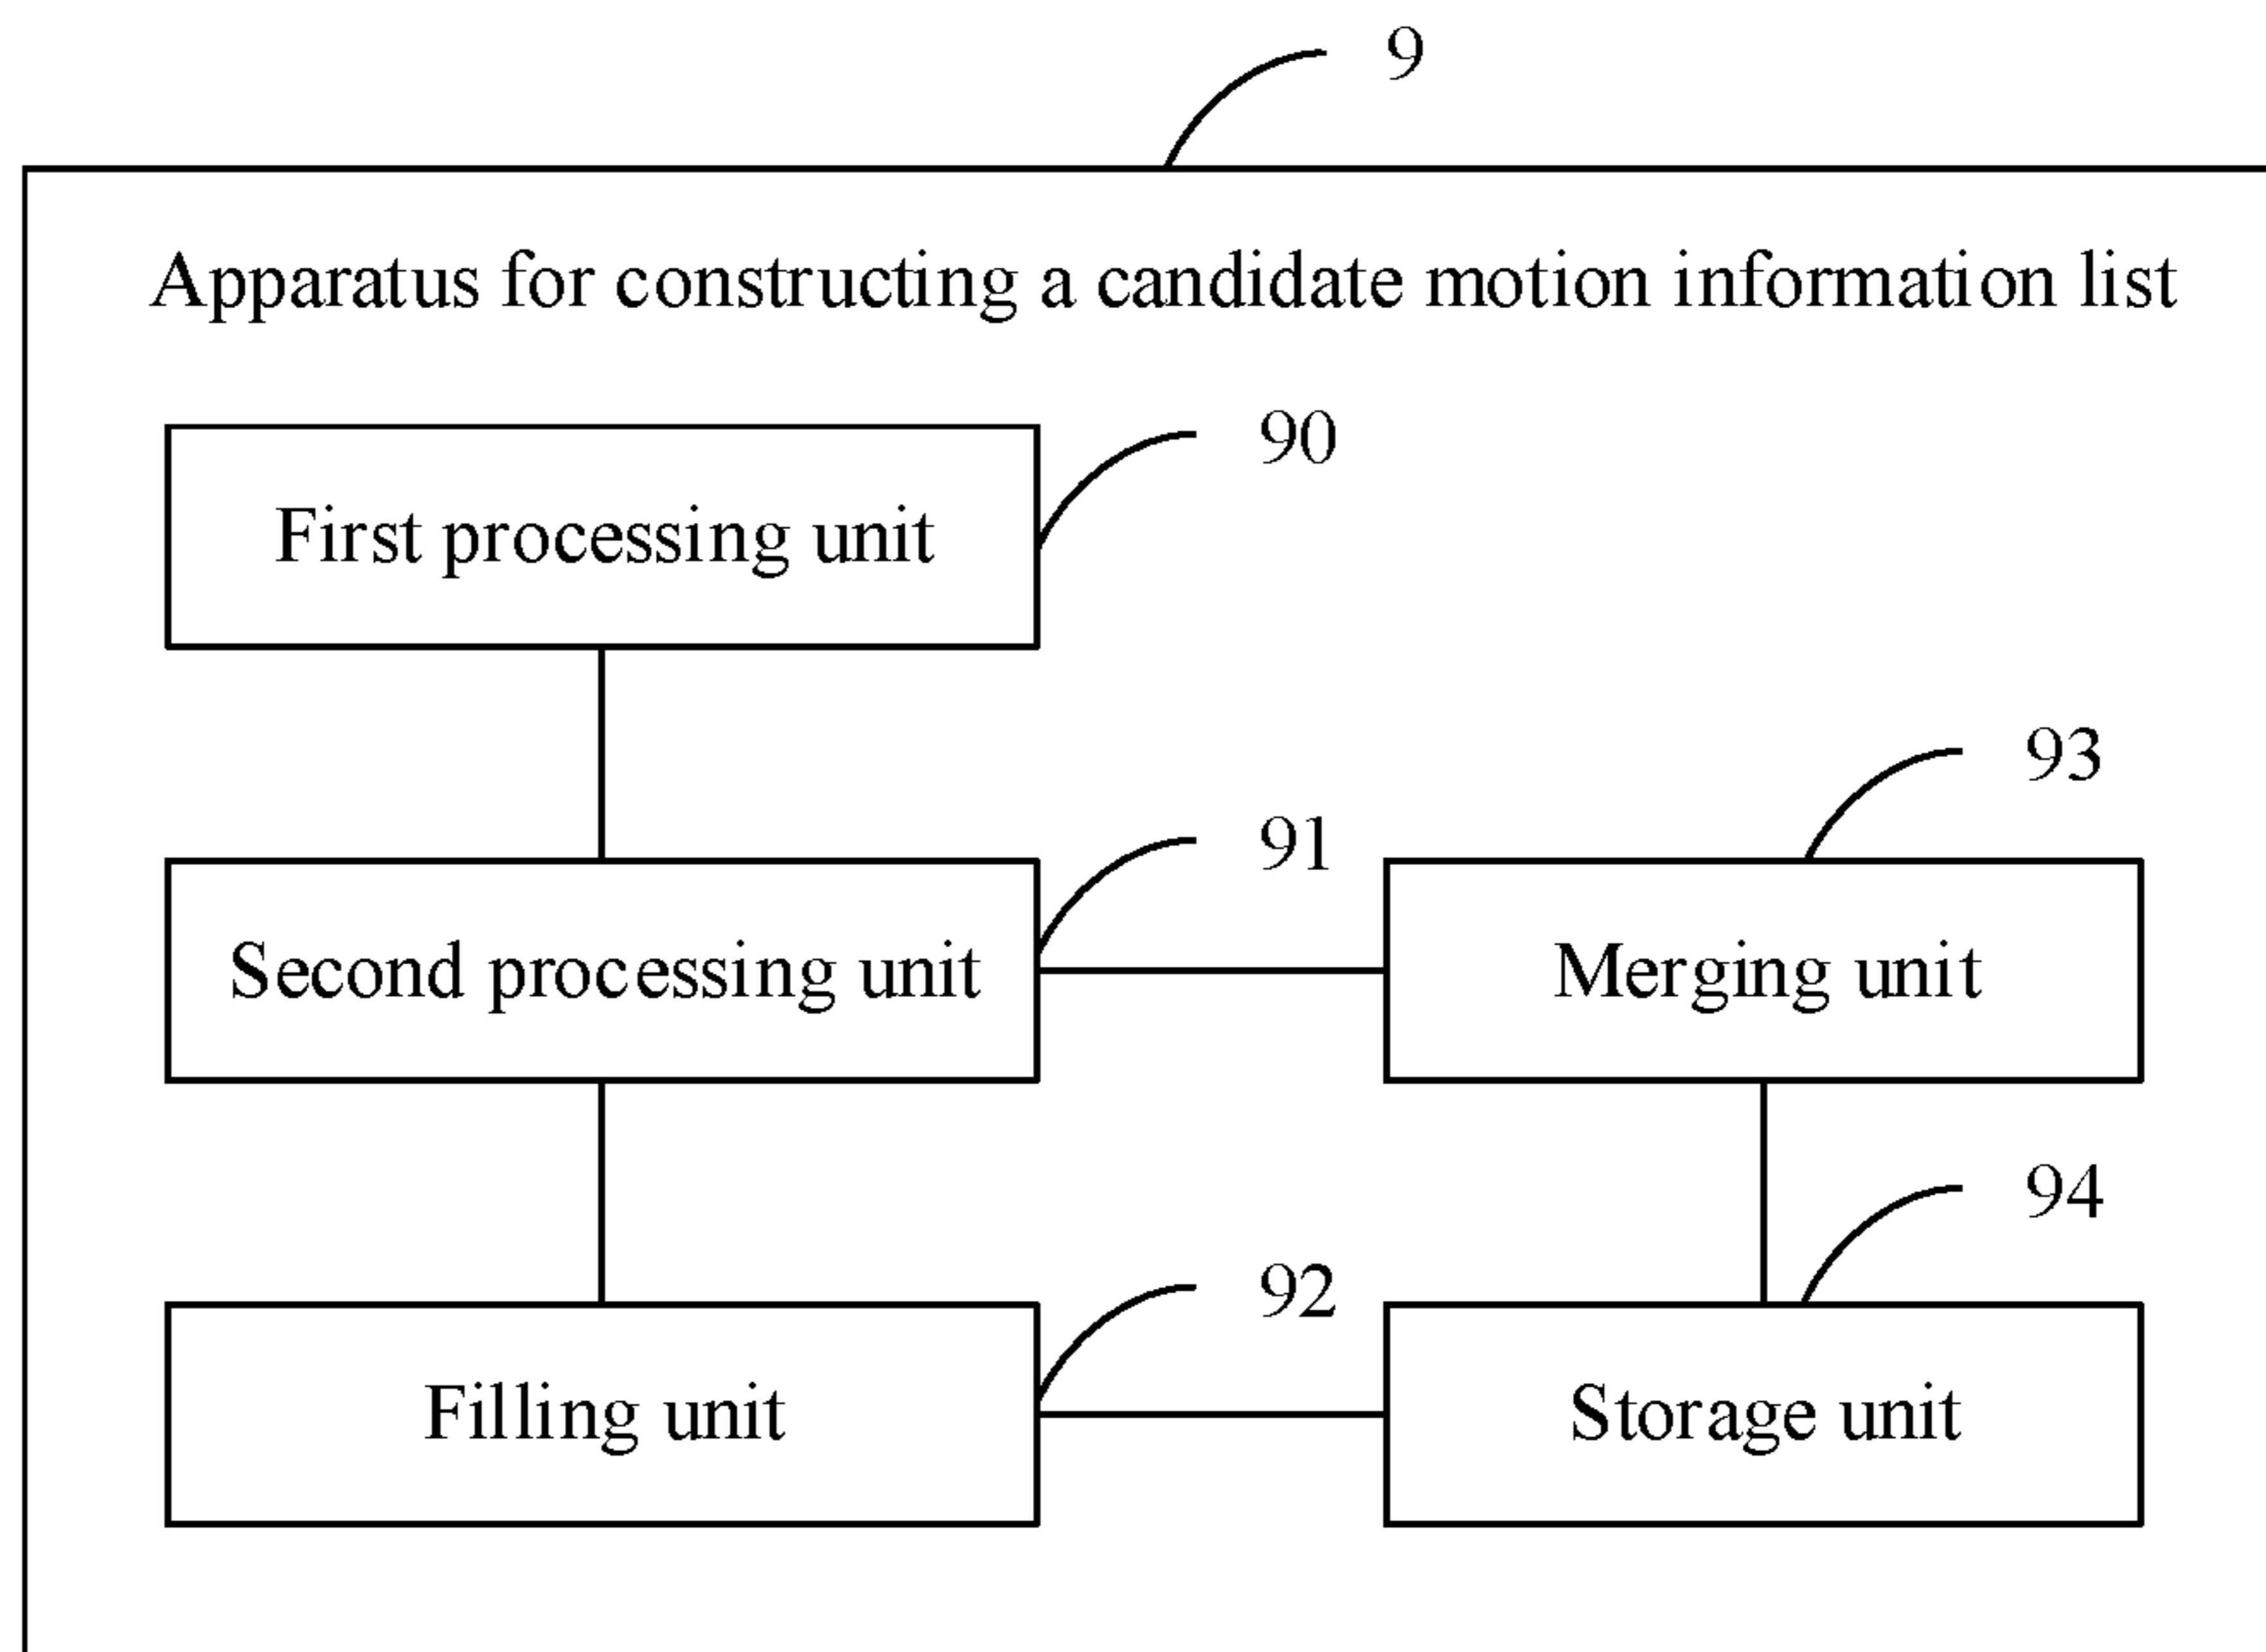 9
Apparatus for constructing a candidate motion information list
90
First processing unit
93
91
Second processing unit
Merging unit
94
92
Filling unit
Storage unit